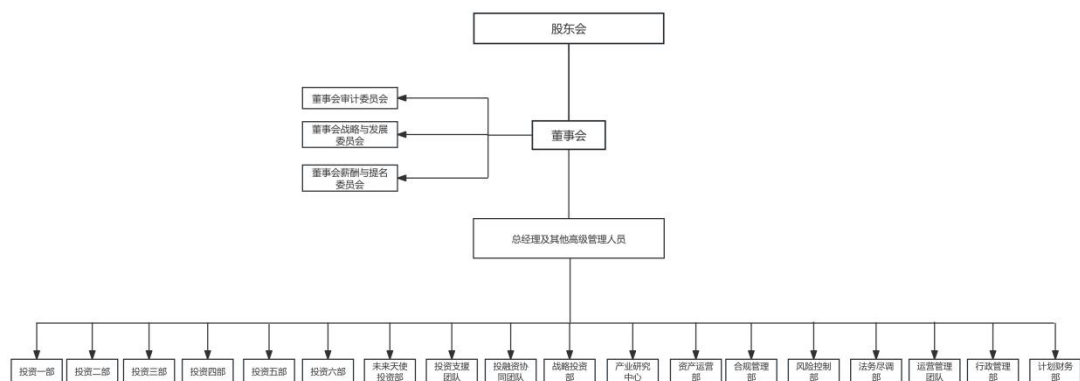 股东会
董事会审计委员会
董事会战略与发展
委员会
董事会
董事会薪酬与提名
委员会
总经理及其他高级管理人员
投资一部
投资二部
投资三部
投资四部
投资五部
投资六部
未来天使
投资部
投资支援
团队
投融资协
同团队
战略投资
部
产业研究
中心
资产运营
部
合规管理
部
风险控制
部
法务尽调
部
运营管理
团队
行政管理
部
计划财务
部